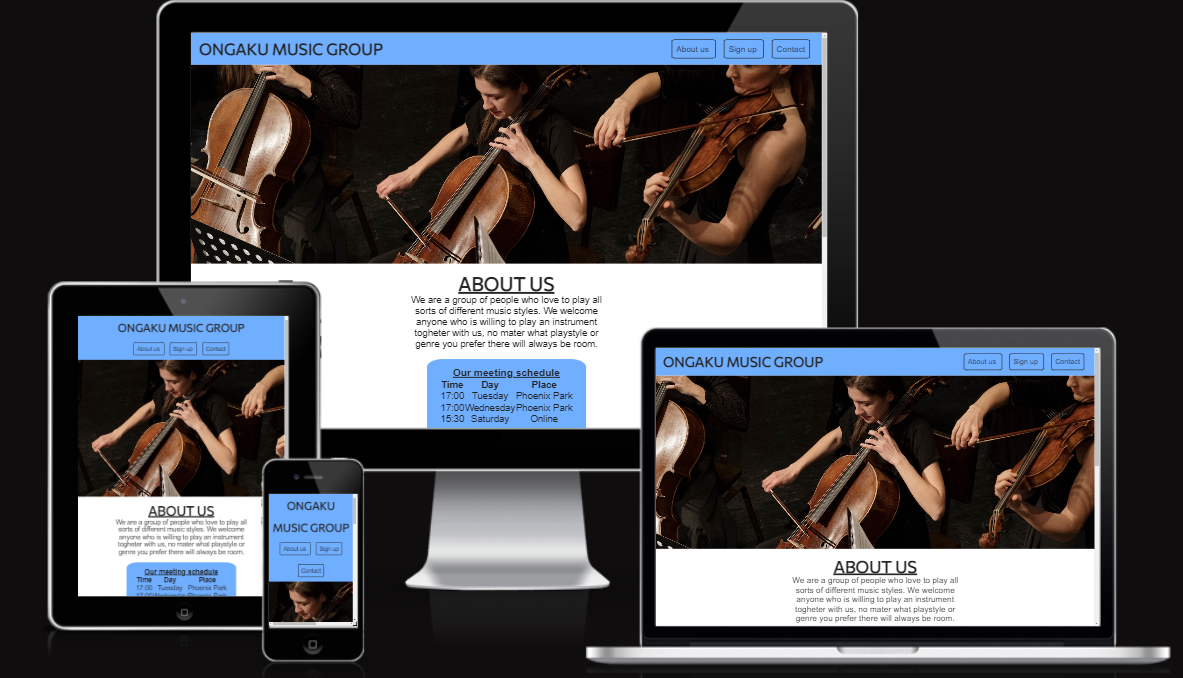 ONGAKU MUSIC GROUP
About us Sign up Contact
ABOUT US
We are a group of people who love to play all
sorts of different music styles. We welcome
anyone who is willing to play an instrument
togheter with us, no mater what playstyle or
genre you prefer there will always be room.
Our meeting schedule
Time Day Place
17:00 Tuesday Phoenix Park
17:00 Wednesday Phoenix Park
15:30 Saturday Online
ONGAKU MUSIC GROUP
About us Sign up Contact
ABOUT US
We are a group of people who love to play all
sorts of different music styles. We welcome
anyone who is willing to play an instrument
togheter with us, no mater what playstyle or
genre you prefer there will always be room.
Our meeting schedule
Time Day Place
17:00 Tuesday Phoenix Park
17:00 Wednesday Phoenix Park
ONGAKU
MUSIC GROUP
About us Sign up
Contact
ONGAKU MUSIC GROUP
About us Sign up Contact
ABOUT US
We are a group of people who love to play all
sorts of different music styles. We welcome
anyone who is willing to play an instrument
togheter with us, no mater what playstyle or
genre you prefer there will always be room.